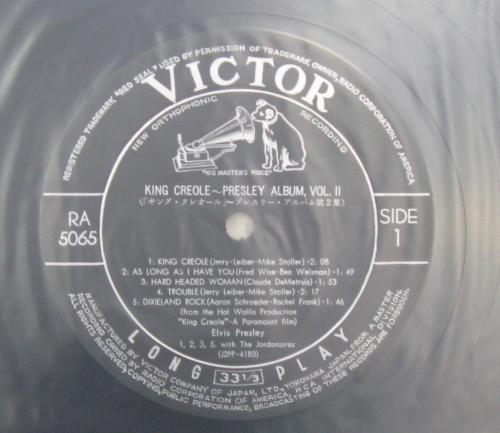 REGISTERED TRADEMARK "RED SEAL" USED BY PERMISSION OF TRADEMARK OWNER, RADIO CORPORATION OF AMERICA
VICTOR
NEW ORTHOPHONIC RECORDING
"HIS MASTER'S VOICE"
KING CREOLE~PRESLEY ALBUM, VOL. II
(「キング・クレオール」~プレスリー・アルバム第2集)
RA
5065
SIDE
1
1. KING CREOLE (Jerry-Leiber-Mike Stoller)-2: 08
2. AS LONG AS I HAVE YOU (Fred Wise-Ben Weisman)-1: 49
3. HARD HEADED WOMAN (Claude DeMetruis)-1: 53
4. TROUBLE (Jerry Leiber-Mike Stoller)-2: 17
5. DIXIELAND ROCK (Aaron Schroeder-Rachel Frank)-1: 46
(from the Hal Wallis Production
"King Creole"-A Paramount film)
Elvis Presley
1, 2, 3, 5. with The Jordanaires
(J2PP-4183)
LONG 33 1/3 PLAY
MANUFACTURED BY VICTOR COMPANY OF JAPAN, LTD., YOKOHAMA, JAPAN, FROM A MASTER
RECORDING OWNED BY RADIO CORPORATION OF AMERICA, R.C.A. INTERNATIONAL DIVISION.
ALL RIGHTS RESERVED, COPYING, PUBLIC PERFORMANCE, BROADCASTING OF THESE RECORDS ARE FORBIDDEN.